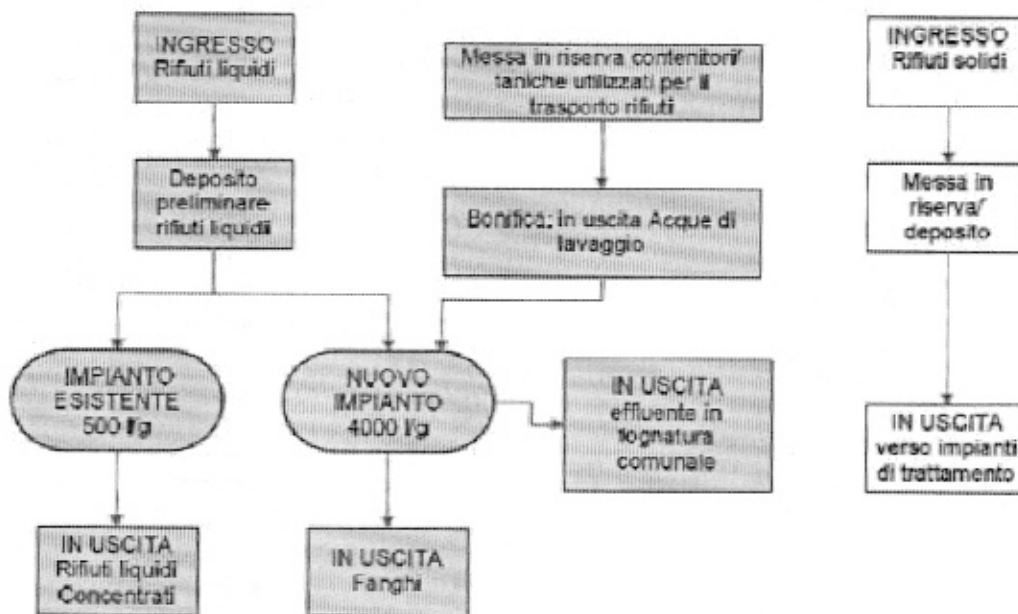 INGRESSO
Rifiuti liquidi
Messa in riserva contenitori/
taniche utilizzati per il
trasporto rifiuti
INGRESSO
Rifiuti solidi
Deposito
preliminare
rifiuti liquidi
Bonifica: in uscita Acque di
lavaggio
Messa in
riserva/
deposito
IMPIANTO
ESISTENTE
500 l/g
NUOVO
IMPIANTO
4000 l/g
IN USCITA
effluente in
fognatura
comunale
IN USCITA
verso impianti
di trattamento
IN USCITA
Rifiuti liquidi
Concentrati
IN USCITA
Fanghi